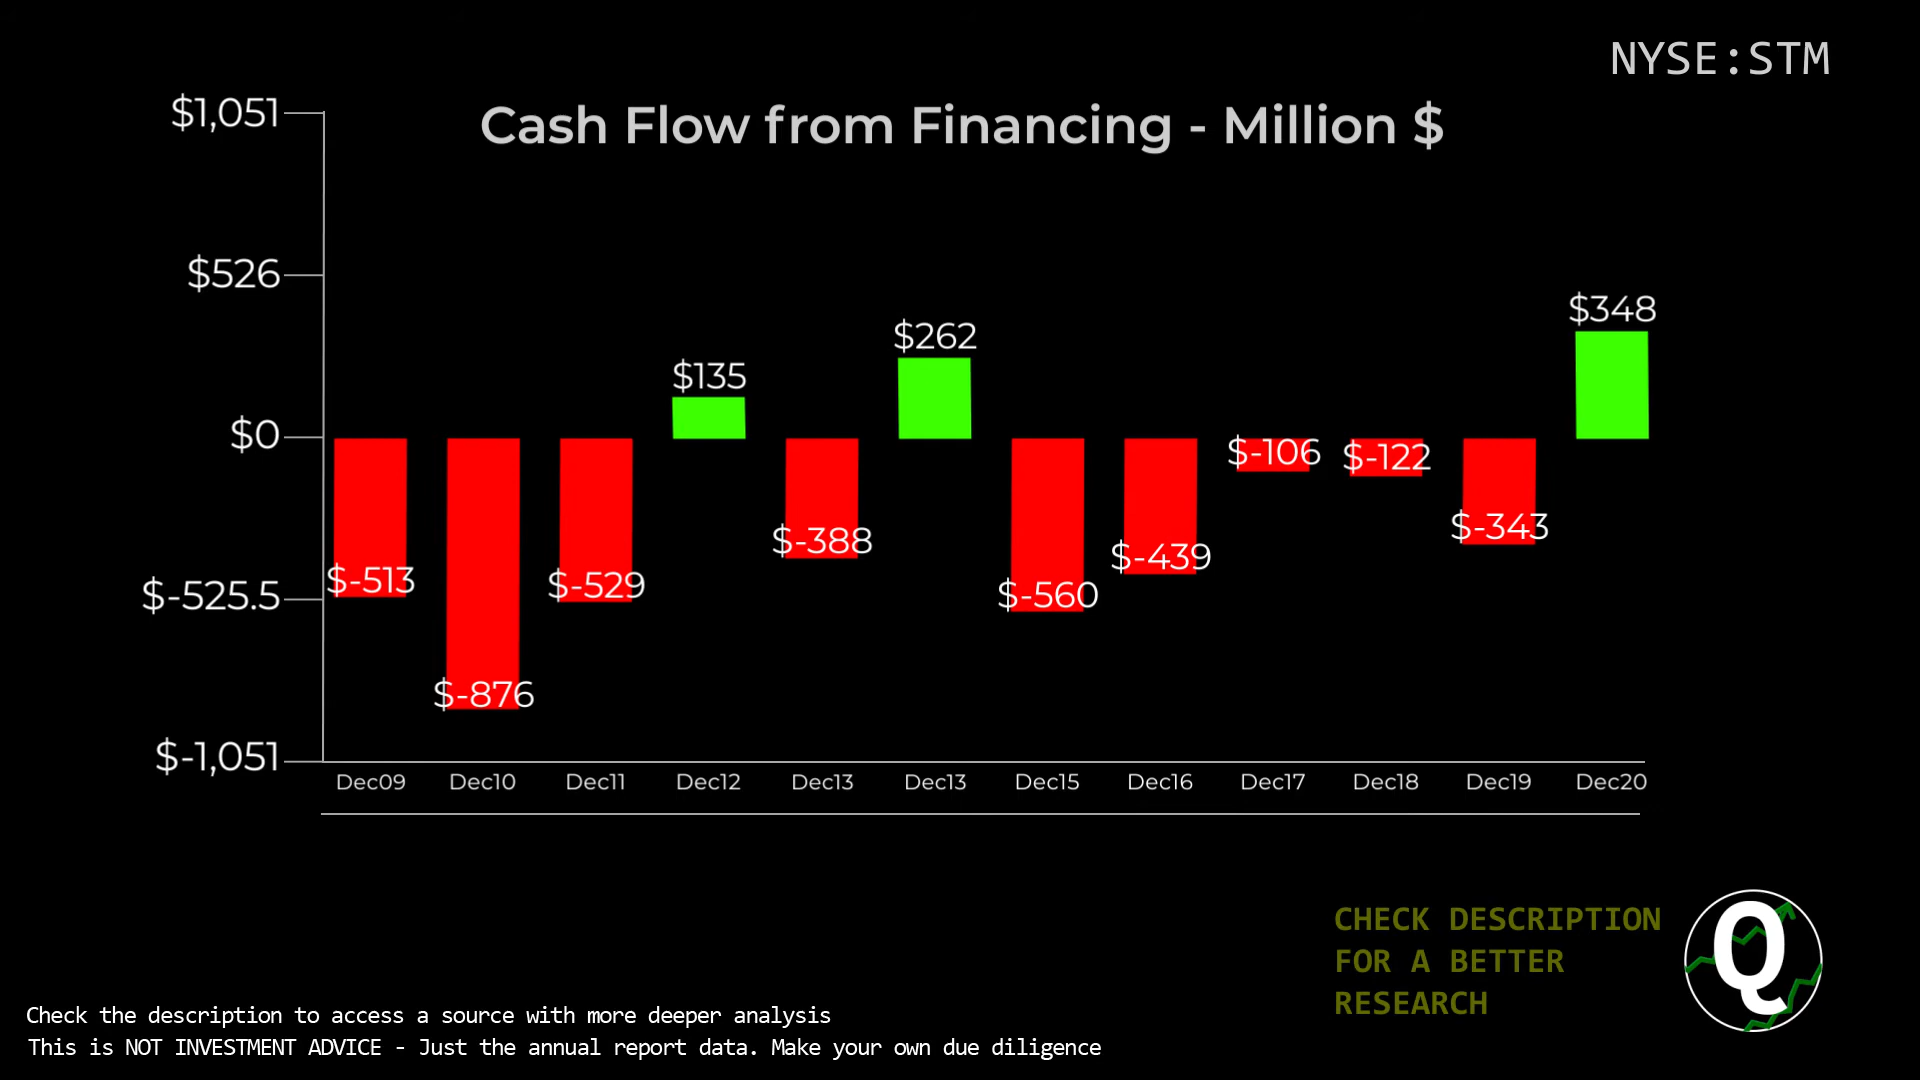 NYSE:STM
Cash Flow from Financing - Million $
$1,051
$526
$0
$-525.5
$-1,051
$-513
$-876
$-529
$135
$-388
$262
$-560
$-439
$-106
$-122
$-343
$348
Dec09 Dec10 Dec11 Dec12 Dec13 Dec13 Dec15 Dec16 Dec17 Dec18 Dec19 Dec20
CHECK DESCRIPTION
FOR A BETTER
RESEARCH
Q
Check the description to access a source with more deeper analysis
This is NOT INVESTMENT ADVICE - Just the annual report data. Make your own due diligence